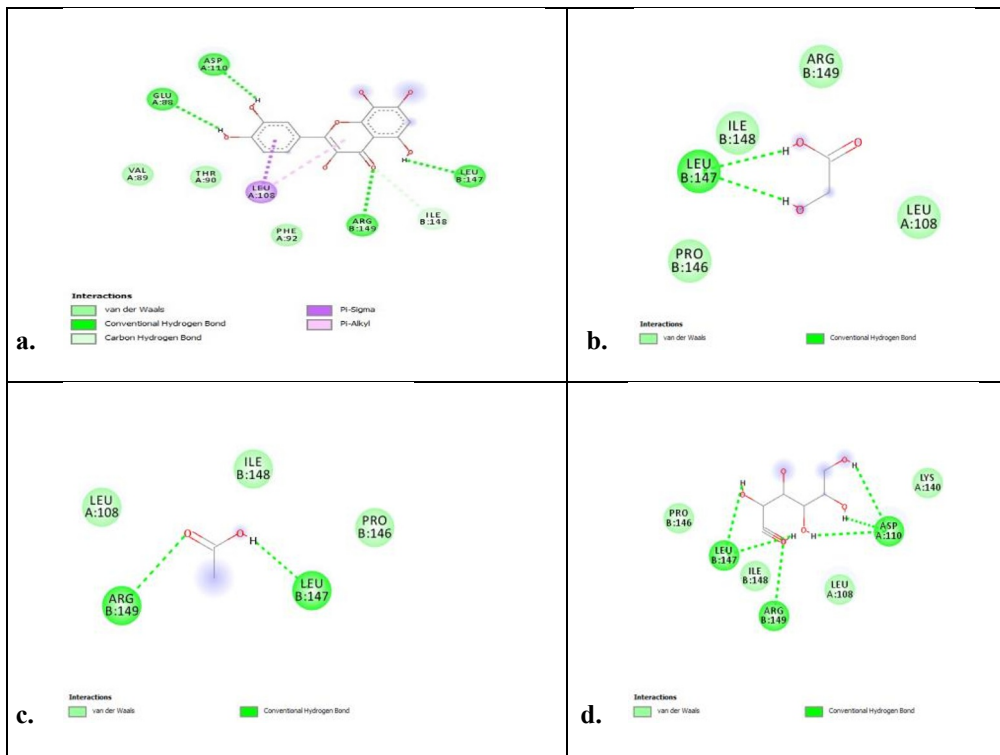 ASP
A:110
GLU
A:88
VAL
A:89
THR
A:90
LEU
A:108
PHE
A:92
ARG
B:149
ILE
B:148
LEU
B:147
H
H
H
O
O
O
O
O
O
O
O
Interactions
van der Waals
Conventional Hydrogen Bond
Carbon Hydrogen Bond
Pi-Sigma
Pi-Alkyl
a.
ARG
B:149
ILE
B:148
LEU
B:147
H
O
O
H
O
LEU
A:108
PRO
B:146
Interactions
van der Waals
Conventional Hydrogen Bond
b.
ILE
B:148
LEU
A:108
PRO
B:146
O
O
H
ARG
B:149
LEU
B:147
Interactions
van der Waals
Conventional Hydrogen Bond
c.
O
H
H
O
O
LYS
A:140
PRO
B:146
O
H
O
H
O
H
ASP
A:110
LEU
B:147
ILE
B:148
LEU
A:108
ARG
B:149
Interactions
van der Waals
Conventional Hydrogen Bond
d.